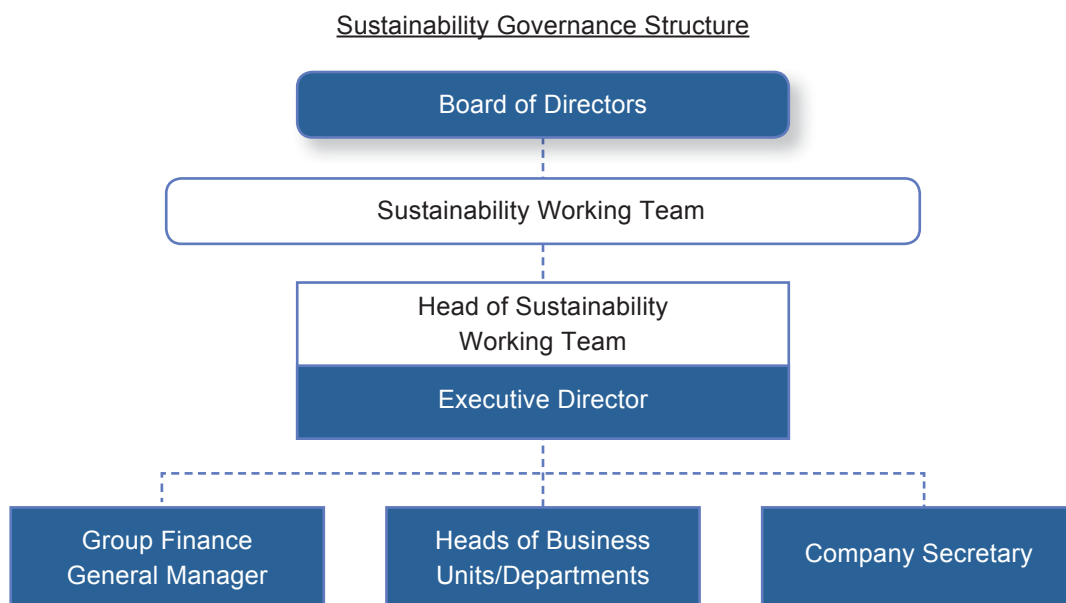 Sustainability Governance Structure
Board of Directors
Sustainability Working Team
Head of Sustainability
Working Team
Executive Director
Group Finance
General Manager
Heads of Business
Units/Departments
Company Secretary